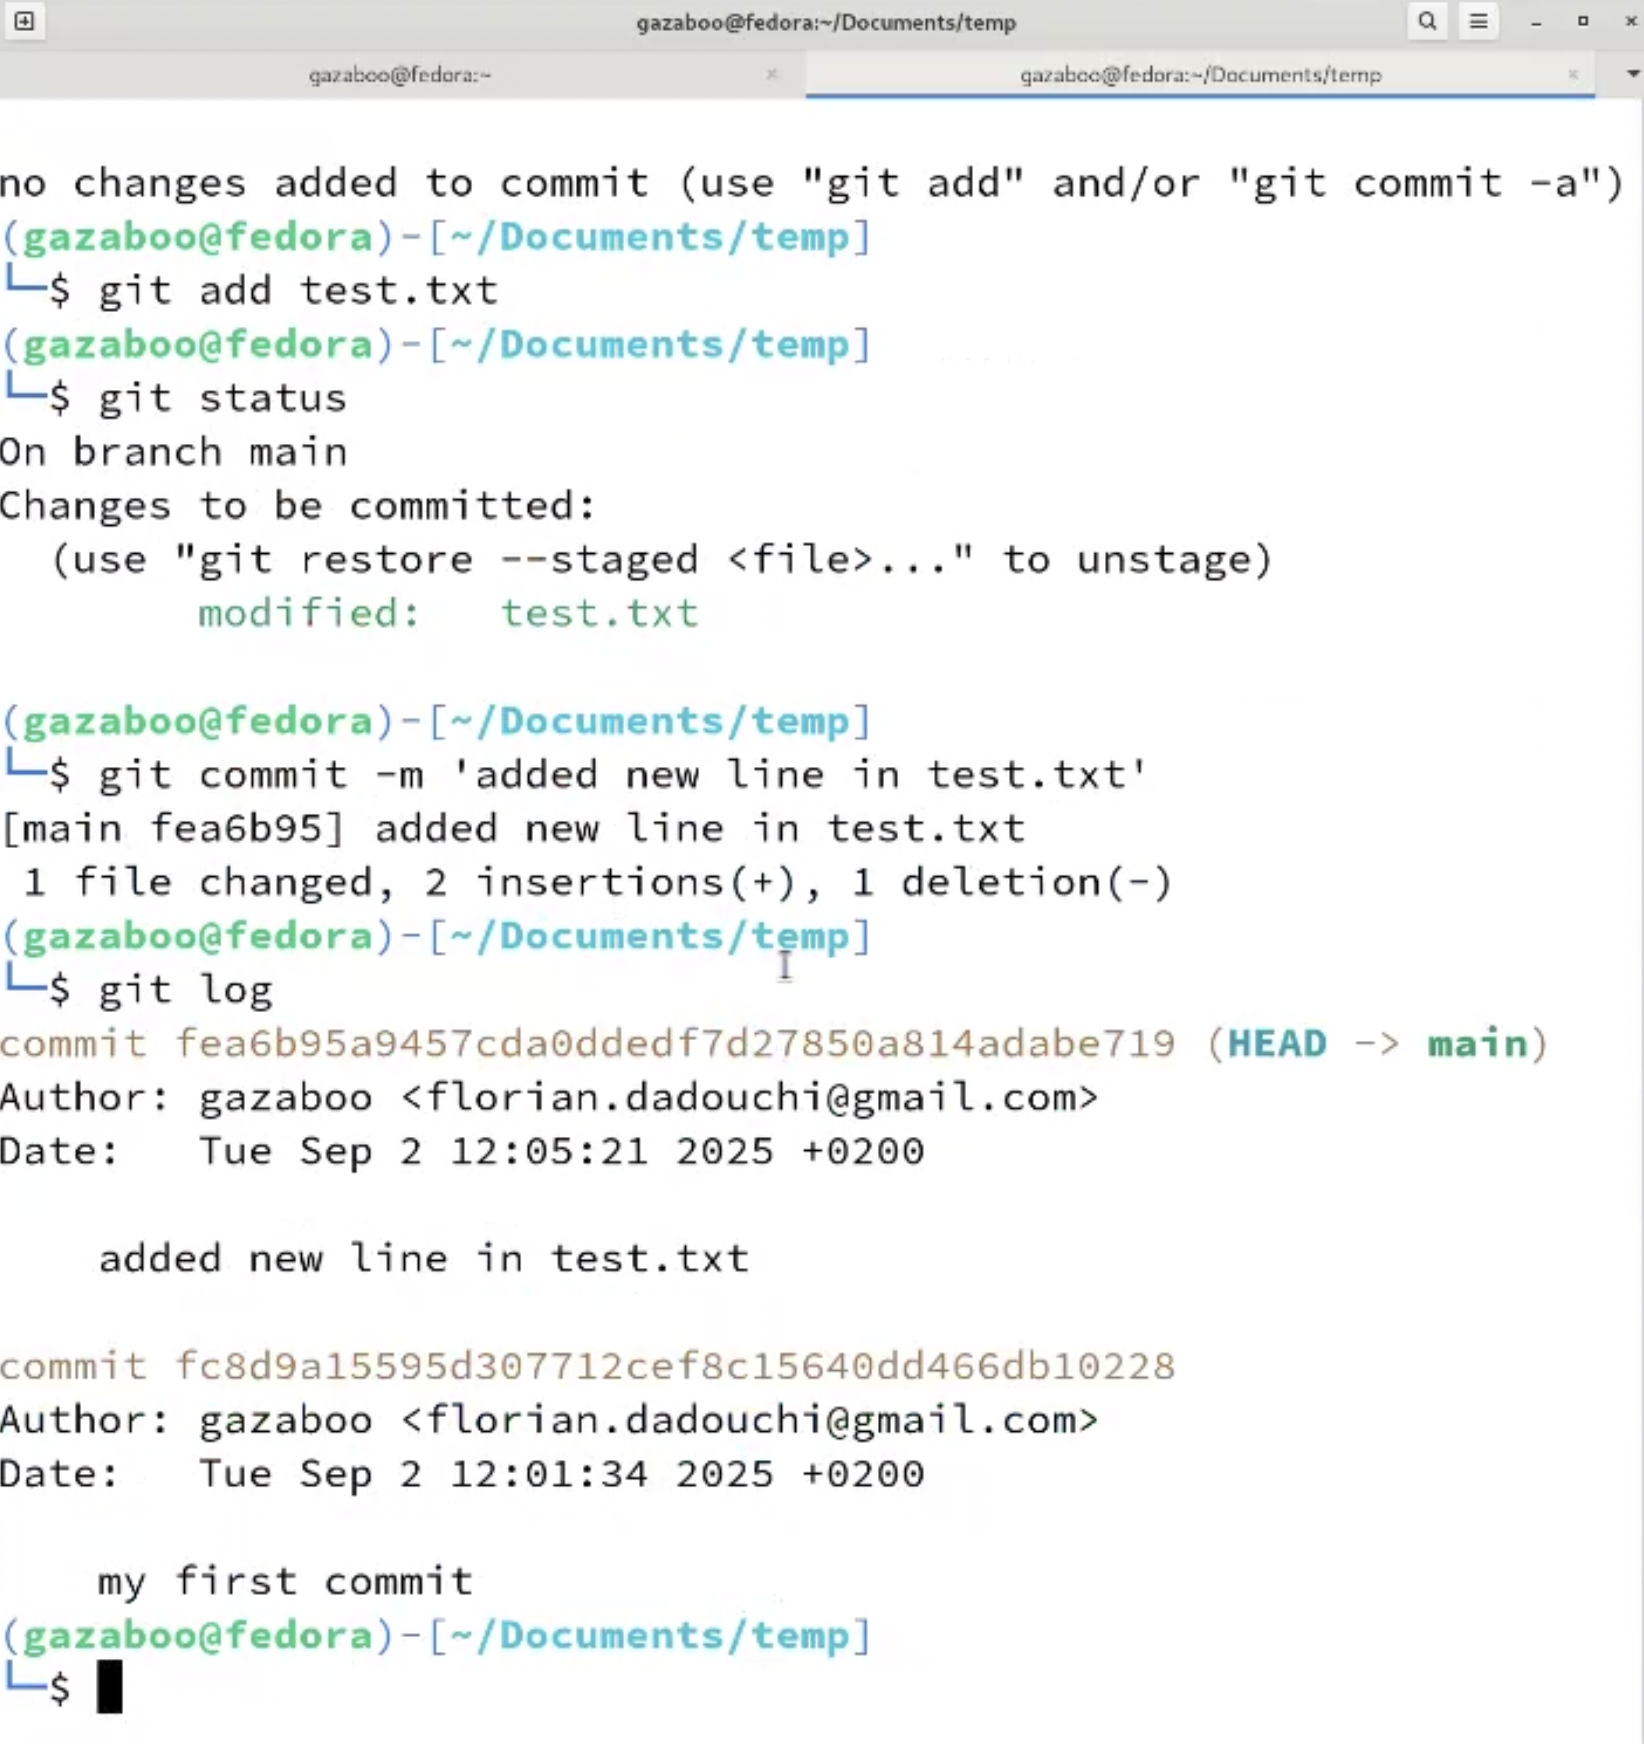 gazaboo@fedora:~/Documents/temp
gazaboo@fedora:~
gazaboo@fedora:~/Documents/temp
no changes added to commit (use "git add" and/or "git commit -a")
(gazaboo@fedora)-[~/Documents/temp]
└─$ git add test.txt
(gazaboo@fedora)-[~/Documents/temp]
└─$ git status
On branch main
Changes to be committed:
  (use "git restore --staged <file>..." to unstage)
        modified:   test.txt
(gazaboo@fedora)-[~/Documents/temp]
└─$ git commit -m 'added new line in test.txt'
[main fea6b95] added new line in test.txt
 1 file changed, 2 insertions(+), 1 deletion(-)
(gazaboo@fedora)-[~/Documents/temp]
└─$ git log
commit fea6b95a9457cda0ddedf7d27850a814adabe719 (HEAD -> main)
Author: gazaboo <florian.dadouchi@gmail.com>
Date:   Tue Sep 2 12:05:21 2025 +0200
    added new line in test.txt
commit fc8d9a15595d307712cef8c15640dd466db10228
Author: gazaboo <florian.dadouchi@gmail.com>
Date:   Tue Sep 2 12:01:34 2025 +0200
    my first commit
(gazaboo@fedora)-[~/Documents/temp]
└─$